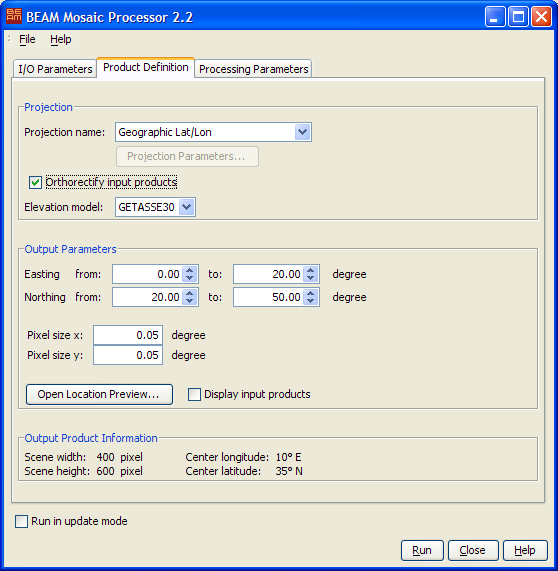 BE AM BEAM Mosaic Processor 2.2
File Help
I/O Parameters Product Definition Processing Parameters
Projection
Projection name: Geographic Lat/Lon
Projection Parameters...
Orthorectify input products
Elevation model: GETASSE30
Output Parameters
Easting from: 0.00 to: 20.00 degree
Northing from: 20.00 to: 50.00 degree
Pixel size x: 0.05 degree
Pixel size y: 0.05 degree
Open Location Preview... Display input products
Output Product Information
Scene width: 400 pixel Center longitude: 10° E
Scene height: 600 pixel Center latitude: 35° N
Run in update mode
Run Close Help